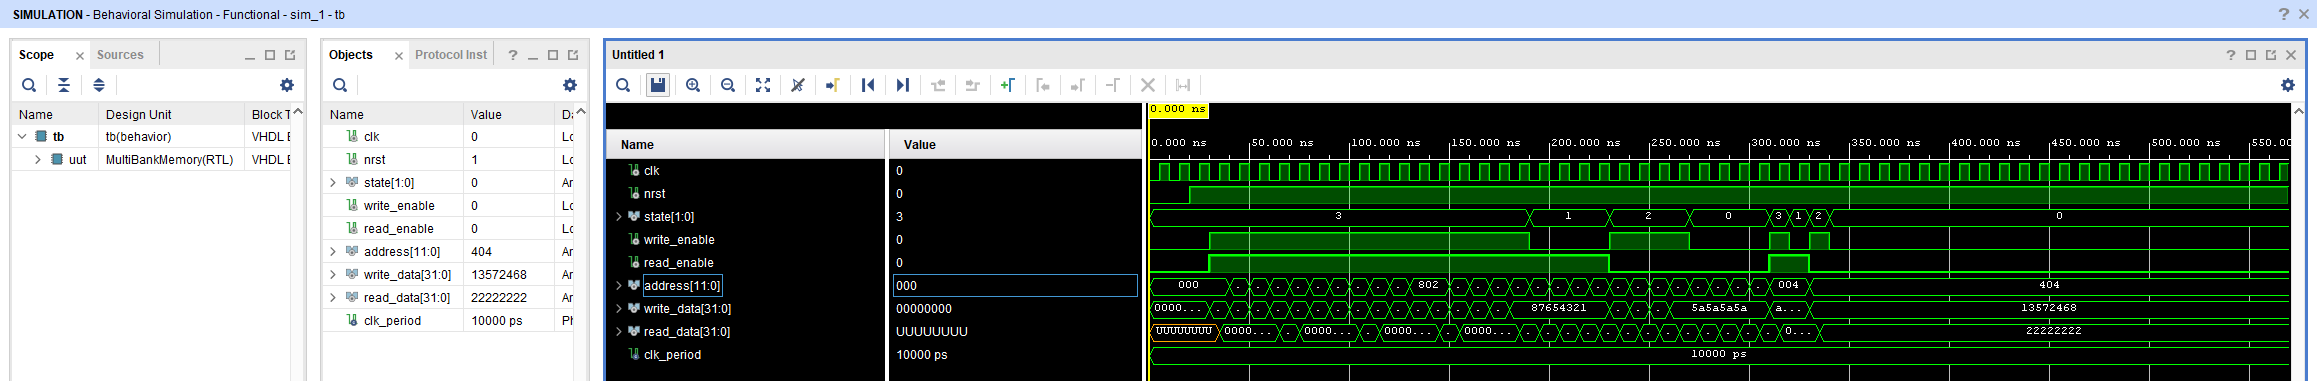 SIMULATION - Behavioral Simulation - Functional - sim_1 - tb
Scope Sources
Name Design Unit Block T
tb tb(behavior) VHDL E
uut MultiBankMemory(RTL) VHDL E
Objects Protocol Inst
Name Value Da
clk 0 Lo
nrst 1 Lo
state[1:0] 0 Ar
write_enable 0 Lo
read_enable 0 Lo
address[11:0] 404 Ar
write_data[31:0] 13572468 Ar
read_data[31:0] 22222222 Ar
clk_period 10000 ps Ph
Untitled 1
0.000 ns
Name Value 0.000 ns 50.000 ns 100.000 ns 150.000 ns 200.000 ns 250.000 ns 300.000 ns 350.000 ns 400.000 ns 450.000 ns 500.000 ns 550.00
clk 0
nrst 0
state[1:0] 3 3 1 2 0 3 1 2 0
write_enable 0
read_enable 0
address[11:0] 000 000 802 004 404
write_data[31:0] 00000000 0000... 87654321 5a5a5a5a a... 13572468
read_data[31:0] UUUUUUUU UUUUUUUU 0000... 0000... 0000... 0000... 0... 22222222
clk_period 10000 ps 10000 ps